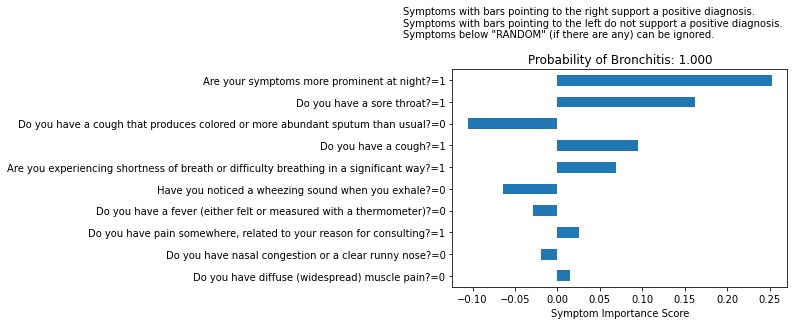 Symptoms with bars pointing to the right support a positive diagnosis.
Symptoms with bars pointing to the left do not support a positive diagnosis.
Symptoms below "RANDOM" (if there are any) can be ignored.
Probability of Bronchitis: 1.000
Are your symptoms more prominent at night?=1
Do you have a sore throat?=1
Do you have a cough that produces colored or more abundant sputum than usual?=0
Do you have a cough?=1
Are you experiencing shortness of breath or difficulty breathing in a significant way?=1
Have you noticed a wheezing sound when you exhale?=0
Do you have a fever (either felt or measured with a thermometer)?=0
Do you have pain somewhere, related to your reason for consulting?=1
Do you have nasal congestion or a clear runny nose?=0
Do you have diffuse (widespread) muscle pain?=0
−0.10 −0.05 0.00 0.05 0.10 0.15 0.20 0.25
Symptom Importance Score